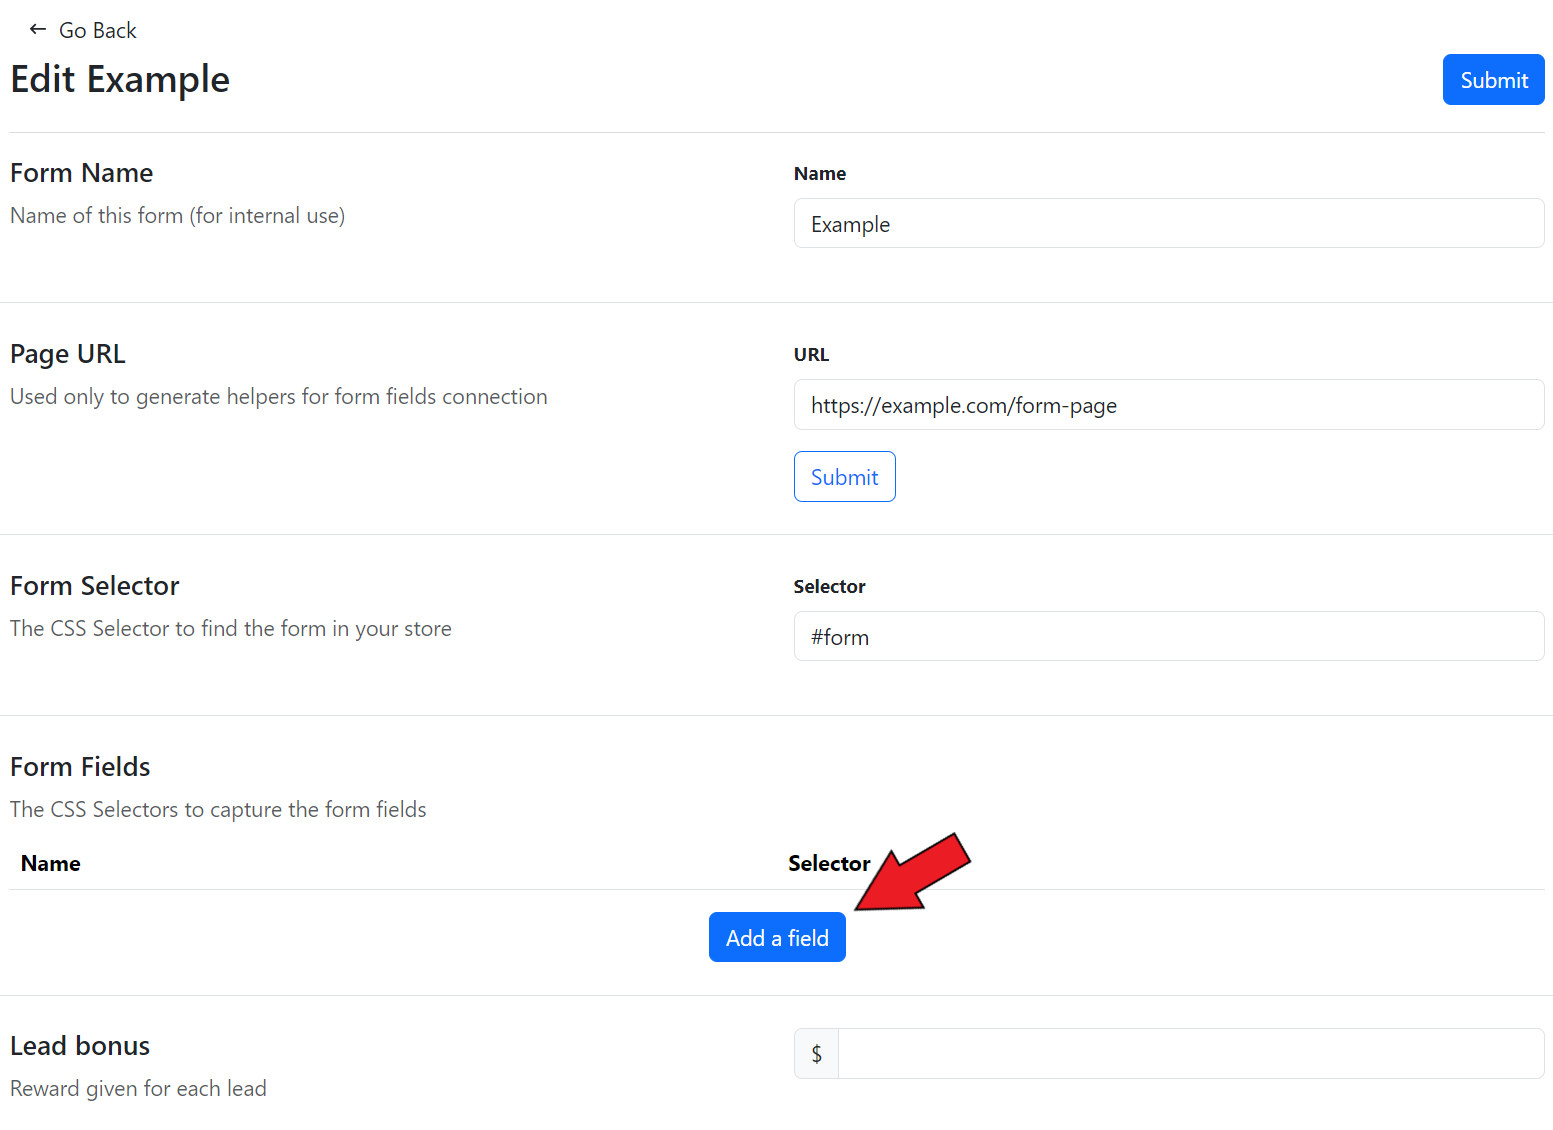 ← Go Back
Edit Example
Submit
Form Name
Name of this form (for internal use)
Name
Example
Page URL
Used only to generate helpers for form fields connection
URL
https://example.com/form-page
Submit
Form Selector
The CSS Selector to find the form in your store
Selector
#form
Form Fields
The CSS Selectors to capture the form fields
Name Selector
Add a field
Lead bonus
Reward given for each lead
$